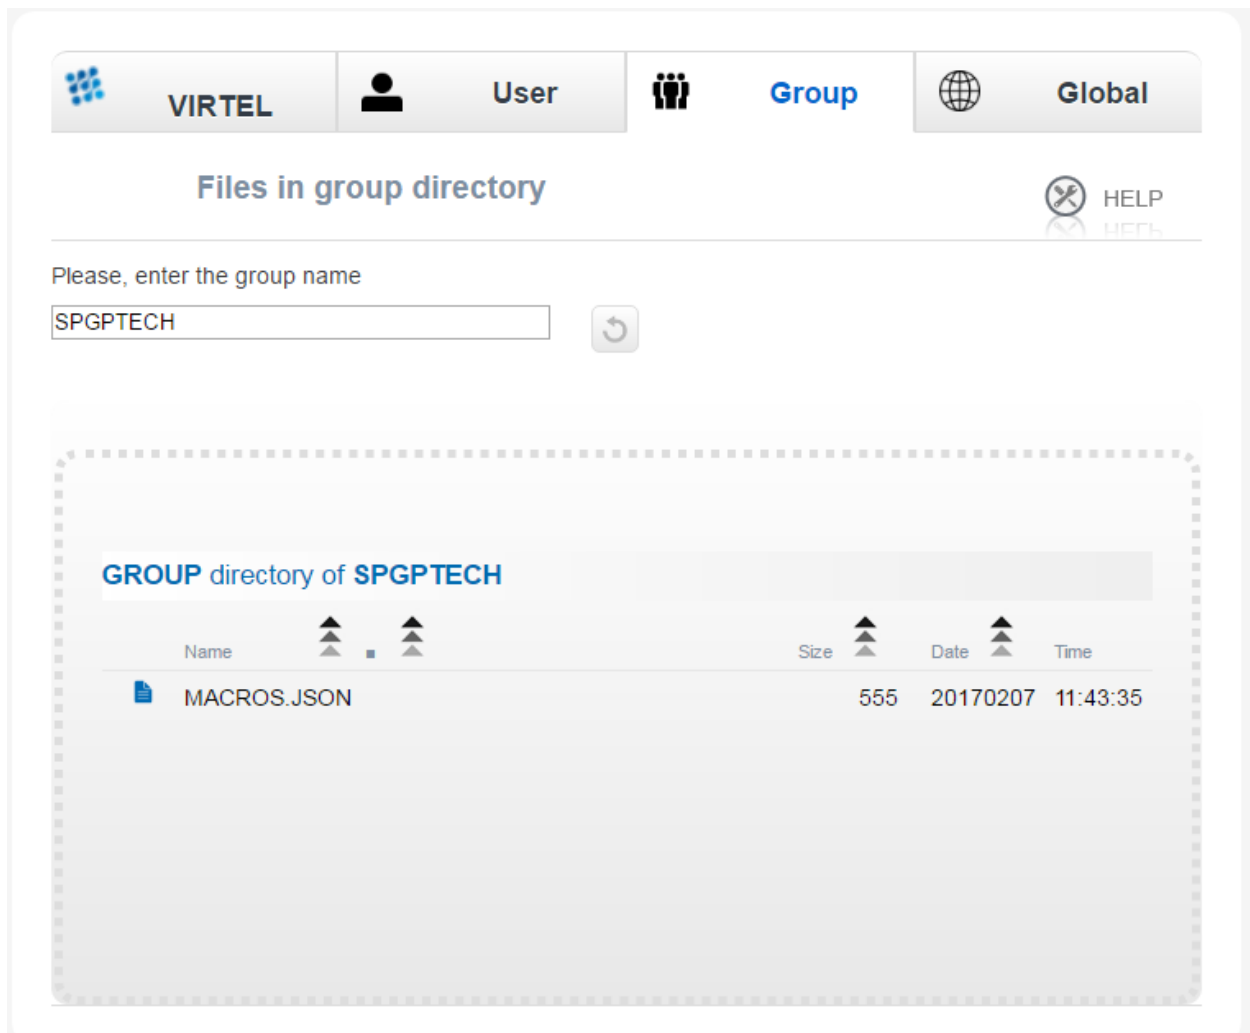 VIRTEL User Group Global
Files in group directory
HELP
Please, enter the group name
SPGPTECH
GROUP directory of SPGPTECH
Name . Size Date Time
MACROS.JSON 555 20170207 11:43:35